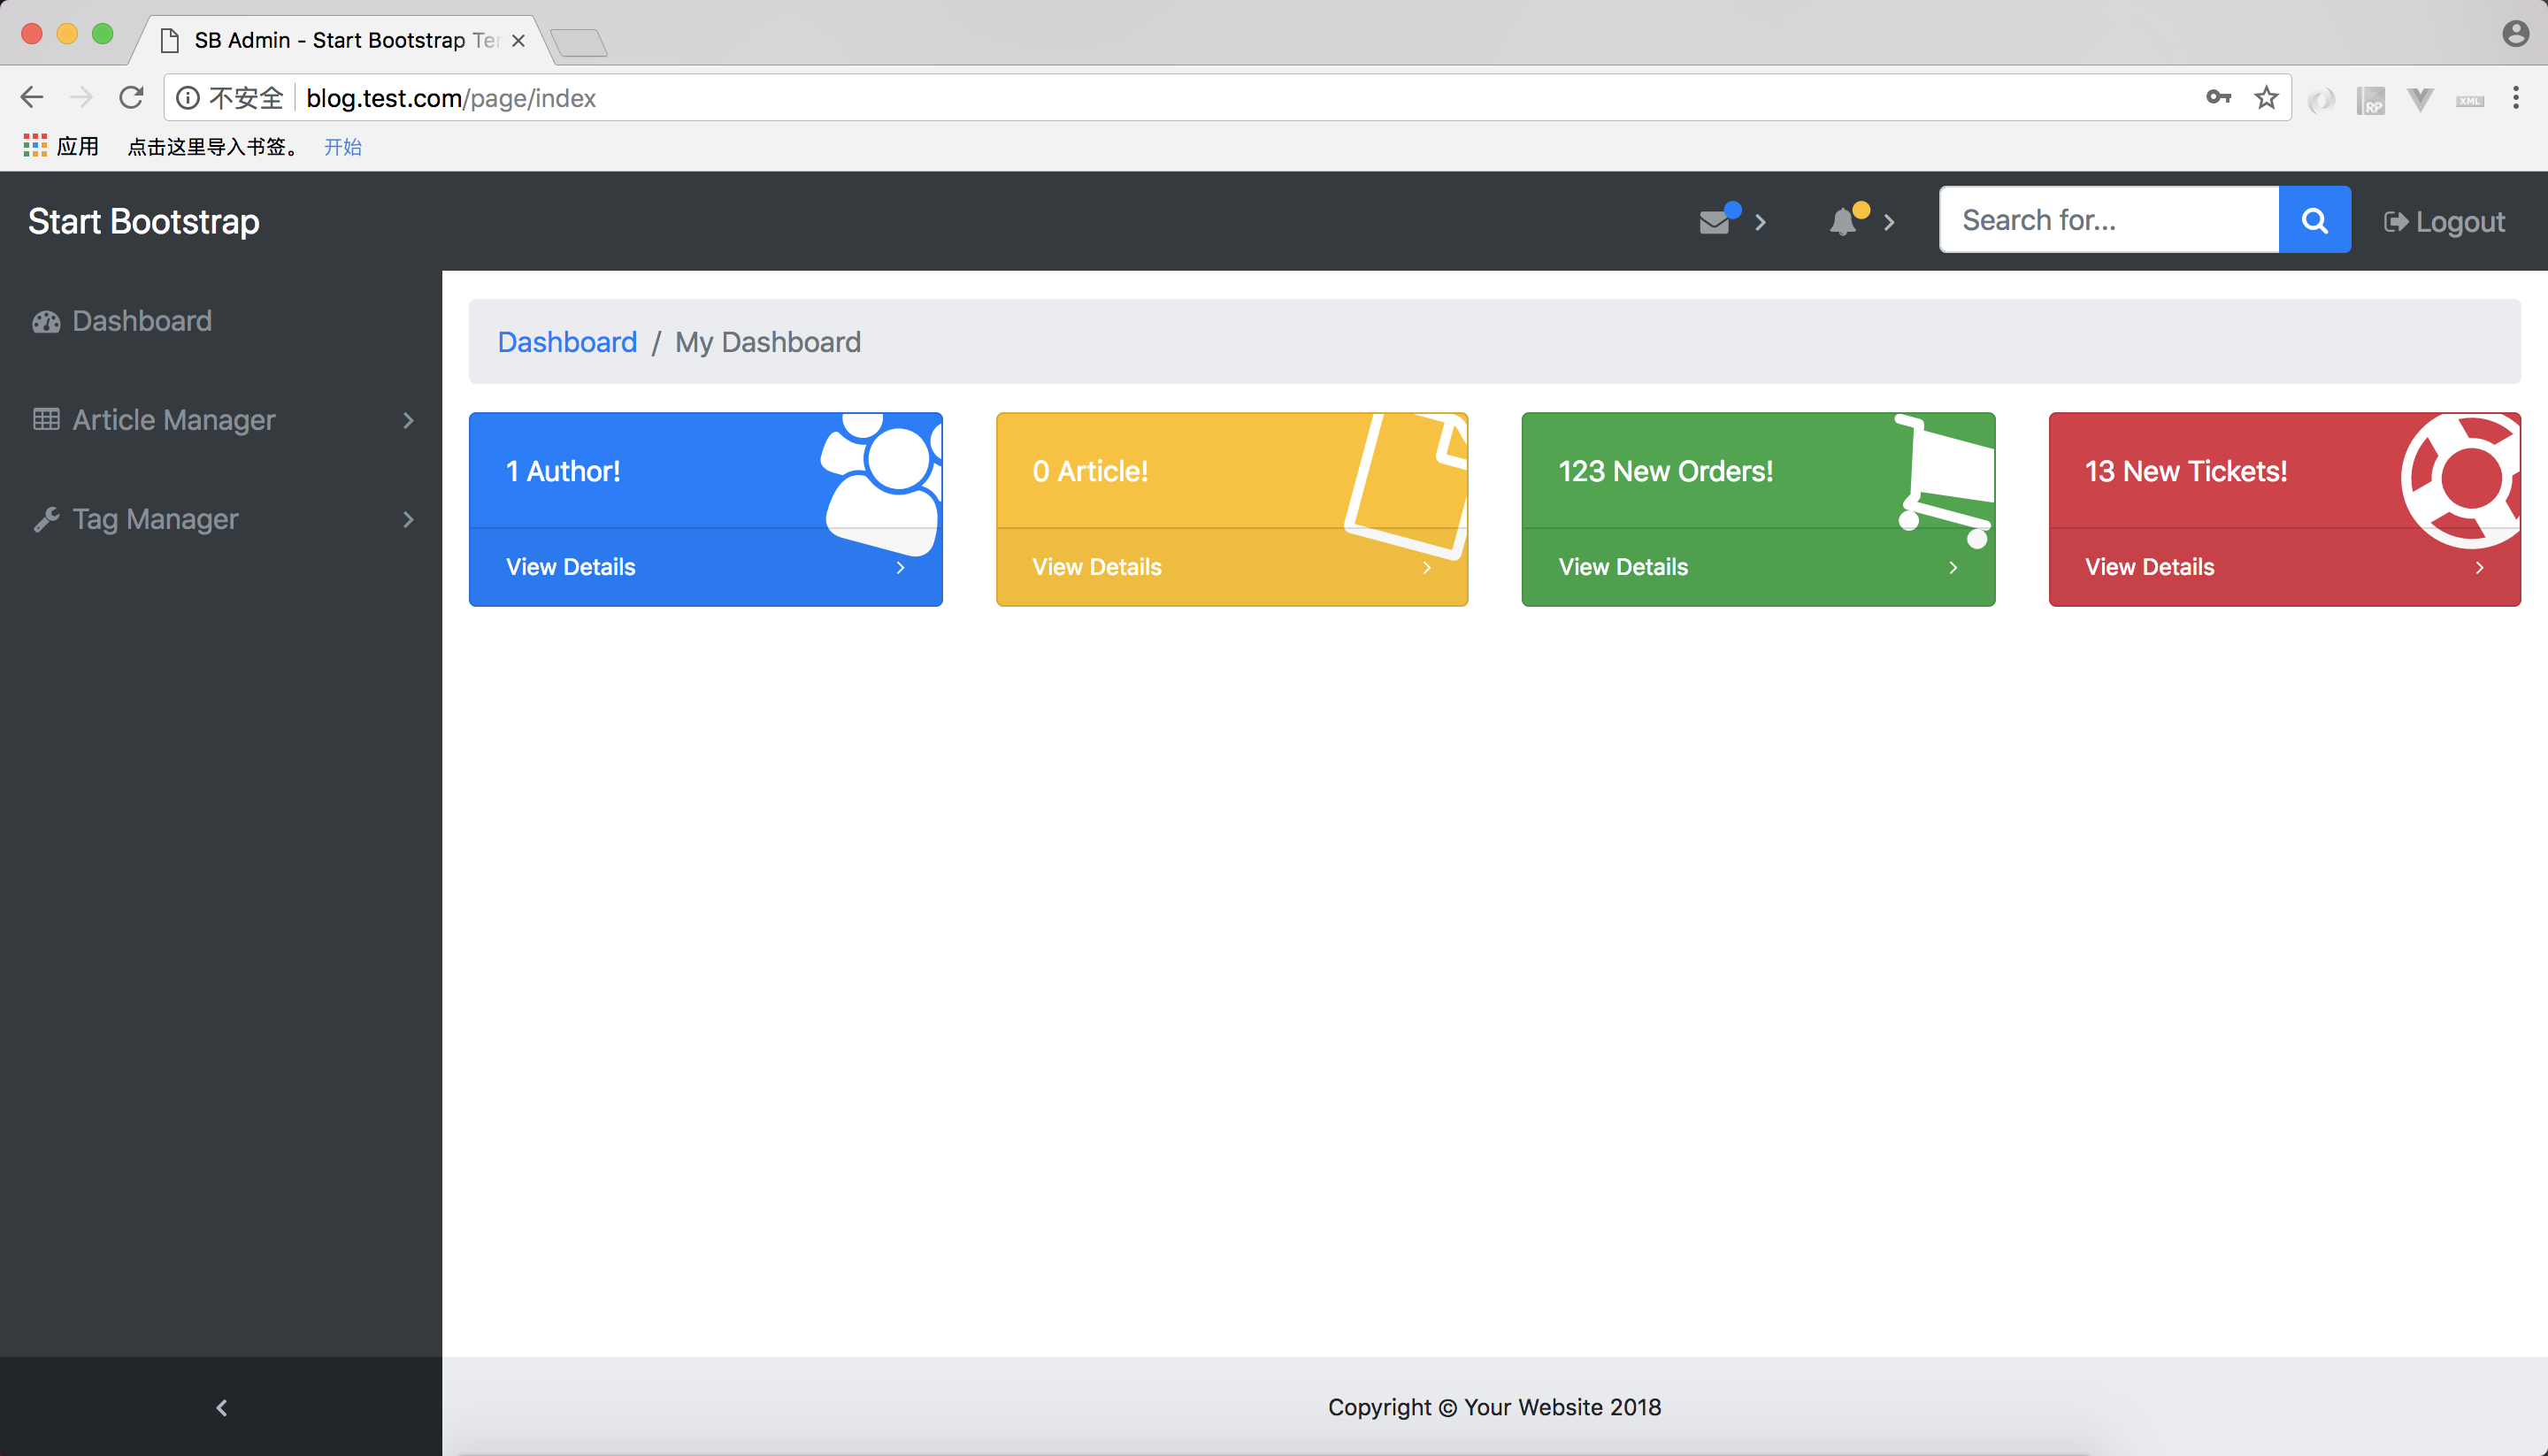 SB Admin - Start Bootstrap Ter
不安全 blog.test.com/page/index
RP
XML
应用 点击这里导入书签。 开始
Start Bootstrap
Search for...
Logout
Dashboard
Article Manager
Tag Manager
Dashboard / My Dashboard
1 Author!
View Details
0 Article!
View Details
123 New Orders!
View Details
13 New Tickets!
View Details
Copyright © Your Website 2018